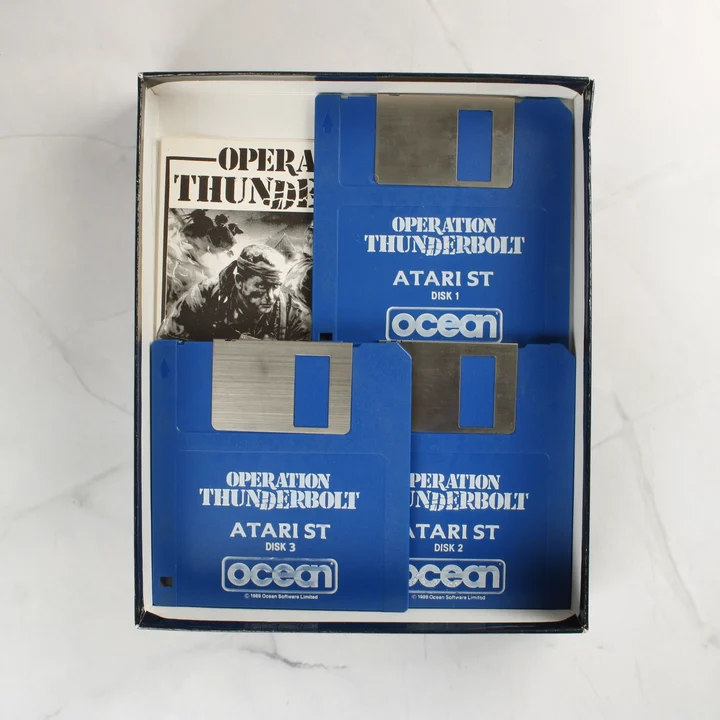 OPERA
THUNDE
OPERATION
THUNDERBOLT
ATARI ST
DISK 1
ocean
OPERATION
THUNDERBOLT
ATARI ST
DISK 3
ocean
© 1989 Ocean Software Limited
PERATION
UNDERBOLT
ATARI ST
DISK 2
ocean
© 1989 Ocean Software Limited